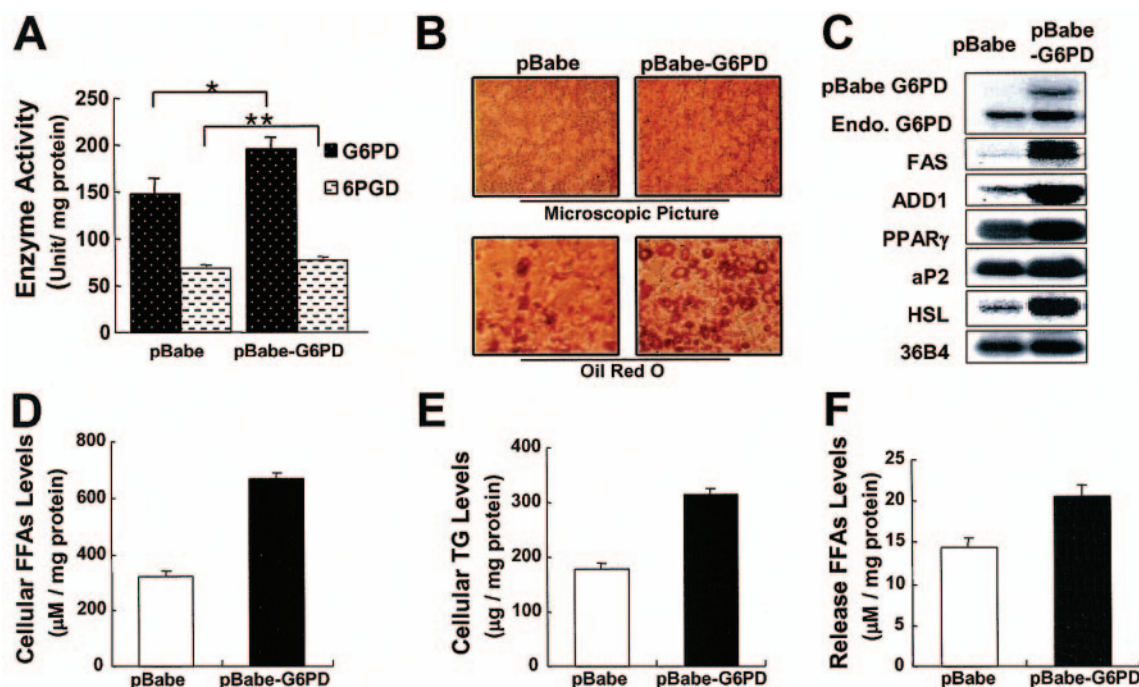 A
Enzyme Activity
(Unit/ mg protein)
250
200
150
100
50
0
*
**
G6PD
6PGD
pBabe
pBabe-G6PD
B
pBabe
pBabe-G6PD
Microscopic Picture
Oil Red O
C
pBabe
pBabe
-G6PD
pBabe G6PD
Endo. G6PD
FAS
ADD1
PPARγ
aP2
HSL
36B4
D
Cellular FFAs Levels
(μM / mg protein)
800
600
400
200
0
pBabe
pBabe-G6PD
E
Cellular TG Levels
(μg / mg protein)
400
300
200
100
0
pBabe
pBabe-G6PD
F
Release FFAs Levels
(μM / mg protein)
25
20
15
10
5
0
pBabe
pBabe-G6PD